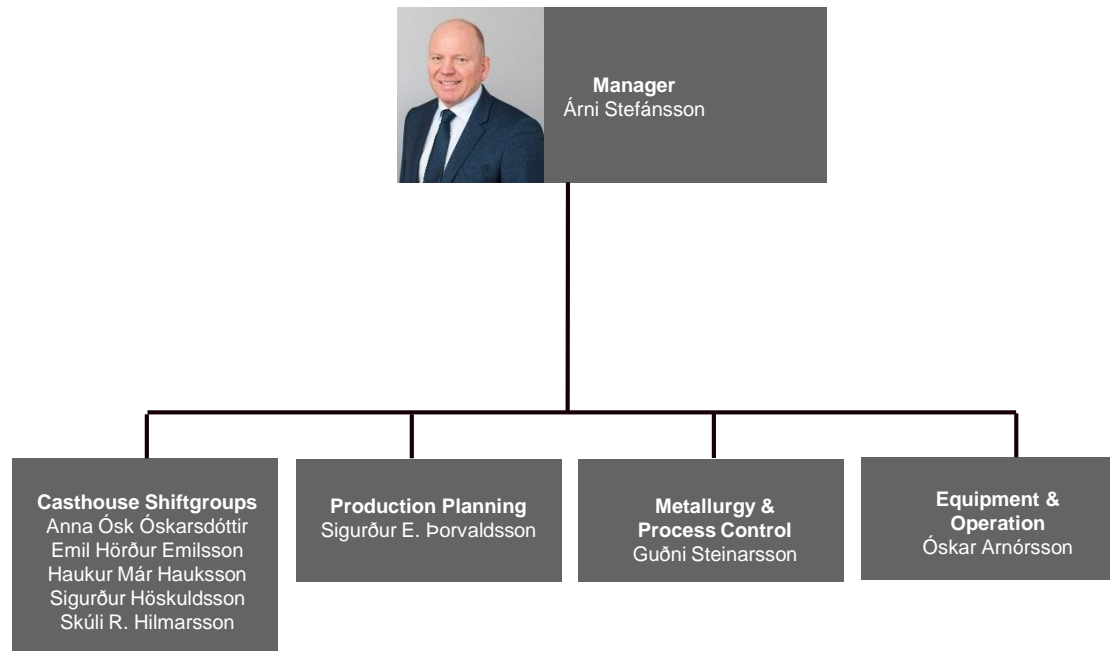 Manager
Árni Stefánsson
Casthouse Shiftgroups
Anna Ósk Óskarsdóttir
Emil Hörður Emilsson
Haukur Már Hauksson
Sigurður Höskuldsson
Skúli R. Hilmarsson
Production Planning
Sigurður E. Þorvaldsson
Metallurgy &
Process Control
Guðni Steinarsson
Equipment &
Operation
Óskar Arnórsson